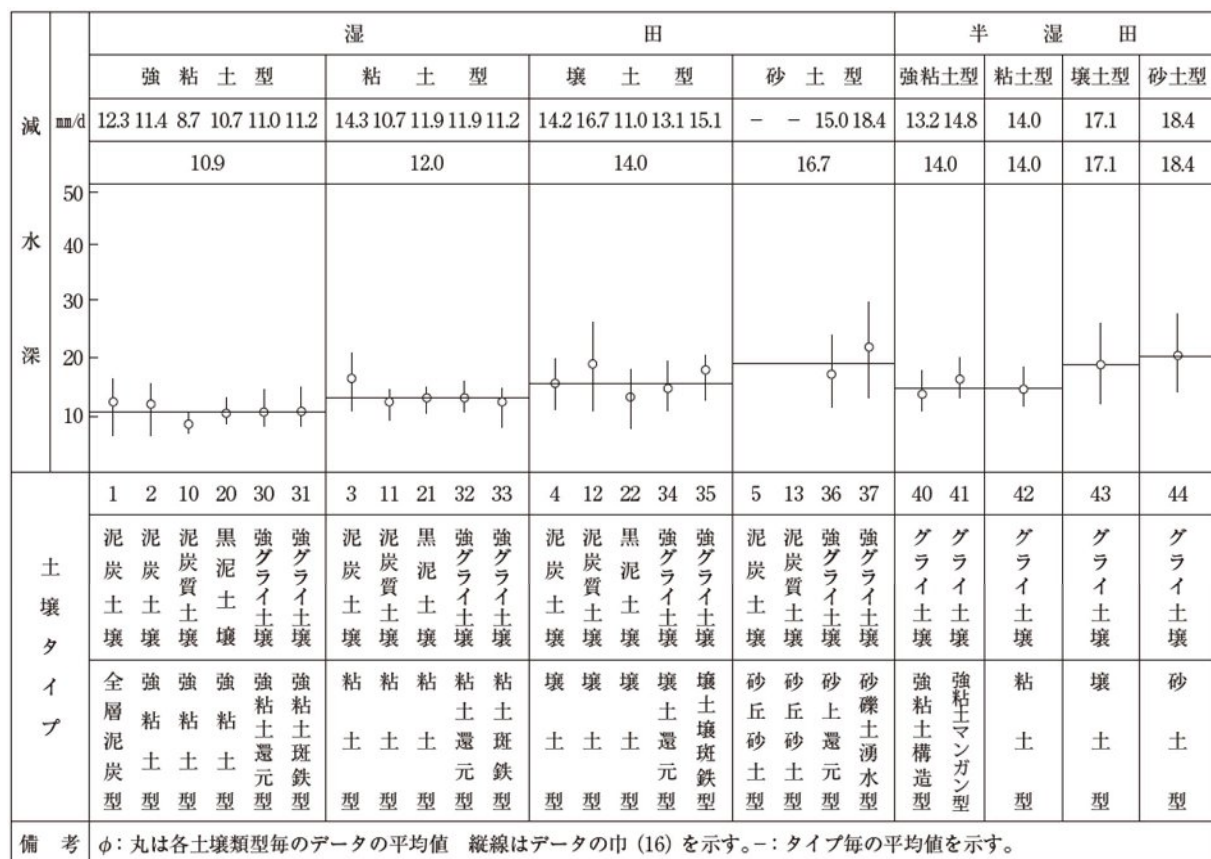 湿田 半湿田
強粘土型 粘土型 壌土型 砂土型 強粘土型 粘土型 壌土型 砂土型
減水深
mm/d 12.3 11.4 8.7 10.7 11.0 11.2 14.3 10.7 11.9 11.9 11.2 14.2 16.7 11.0 13.1 15.1 - - 15.0 18.4 13.2 14.8 14.0 17.1 18.4
10.9 12.0 14.0 16.7 14.0 14.0 17.1 18.4
50
40
30
20
10
土壌タイプ
1 2 10 20 30 31 3 11 21 32 33 4 12 22 34 35 5 13 36 37 40 41 42 43 44
泥炭土壌 泥炭土壌 泥炭質土壌 黒泥土壌 強グライ土壌 強グライ土壌 泥炭土壌 泥炭質土壌 黒泥土壌 強グライ土壌 強グライ土壌 泥炭土壌 泥炭質土壌 黒泥土壌 強グライ土壌 強グライ土壌 泥炭土壌 泥炭質土壌 強グライ土壌 強グライ土壌 グライ土壌 グライ土壌 グライ土壌 グライ土壌 グライ土壌
全層泥炭型 強粘土型 強粘土型 強粘土型 強粘土還元型 強粘土斑鉄型 粘土型 粘土型 粘土型 粘土還元型 粘土斑鉄型 壌土型 壌土型 壌土型 壌土還元型 壌土壌斑鉄型 砂丘砂土型 砂丘砂土型 砂上還元型 砂礫土湧水型 強粘土構造型 強粘土マンガン型 粘土型 壌土型 砂土型
備考 φ:丸は各土壌類型毎のデータの平均値 縦線はデータの巾 (16) を示す。-:タイプ毎の平均値を示す。